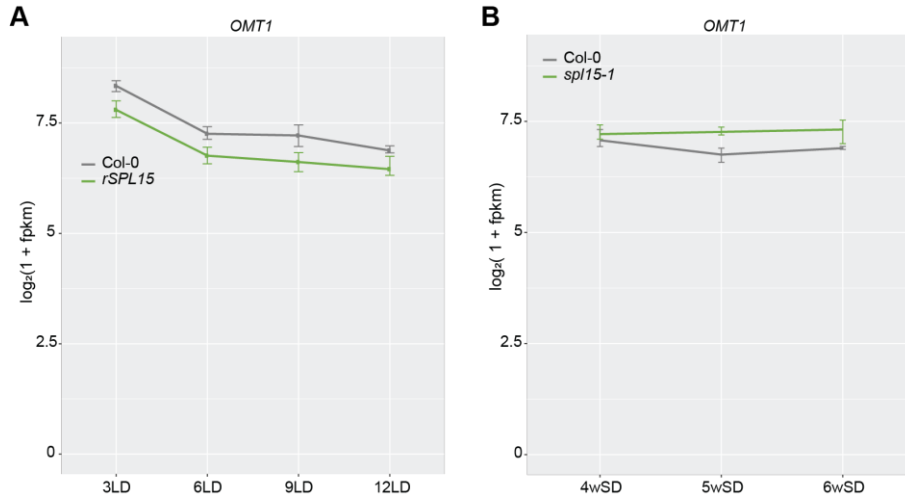 A
OMT1
log₂(1 + fpkm)
7.5
5
2.5
0
Col-0
rSPL15
3LD 6LD 9LD 12LD
B
OMT1
log₂( 1 + fpkm)
7.5
5
2.5
0
Col-0
spl15-1
4wSD 5wSD 6wSD